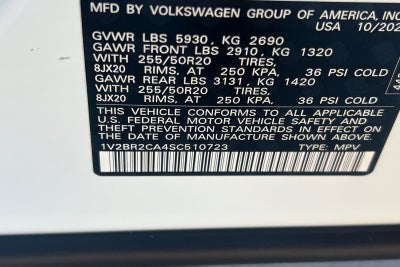 MFD BY VOLKSWAGEN GROUP OF AMERICA, INC
USA 10/202
GVWR LBS 5930, KG 2690
GAWR FRONT LBS 2910, KG 1320
WITH 255/50R20 TIRES,
8JX20 RIMS, AT 250 KPA, 36 PSI COLD
GAWR REAR LBS 3131, KG 1420
WITH 255/50R20 TIRES,
8JX20 RIMS, AT 250 KPA, 36 PSI COLD
THIS VEHICLE CONFORMS TO ALL APPLICABLE
U.S. FEDERAL MOTOR VEHICLE SAFETY AND
THEFT PREVENTION STANDARDS IN EFFECT ON
THE DATE OF MANUFACTURE SHOWN ABOVE.
1V2BR2CA4SC510723 TYPE: MPV